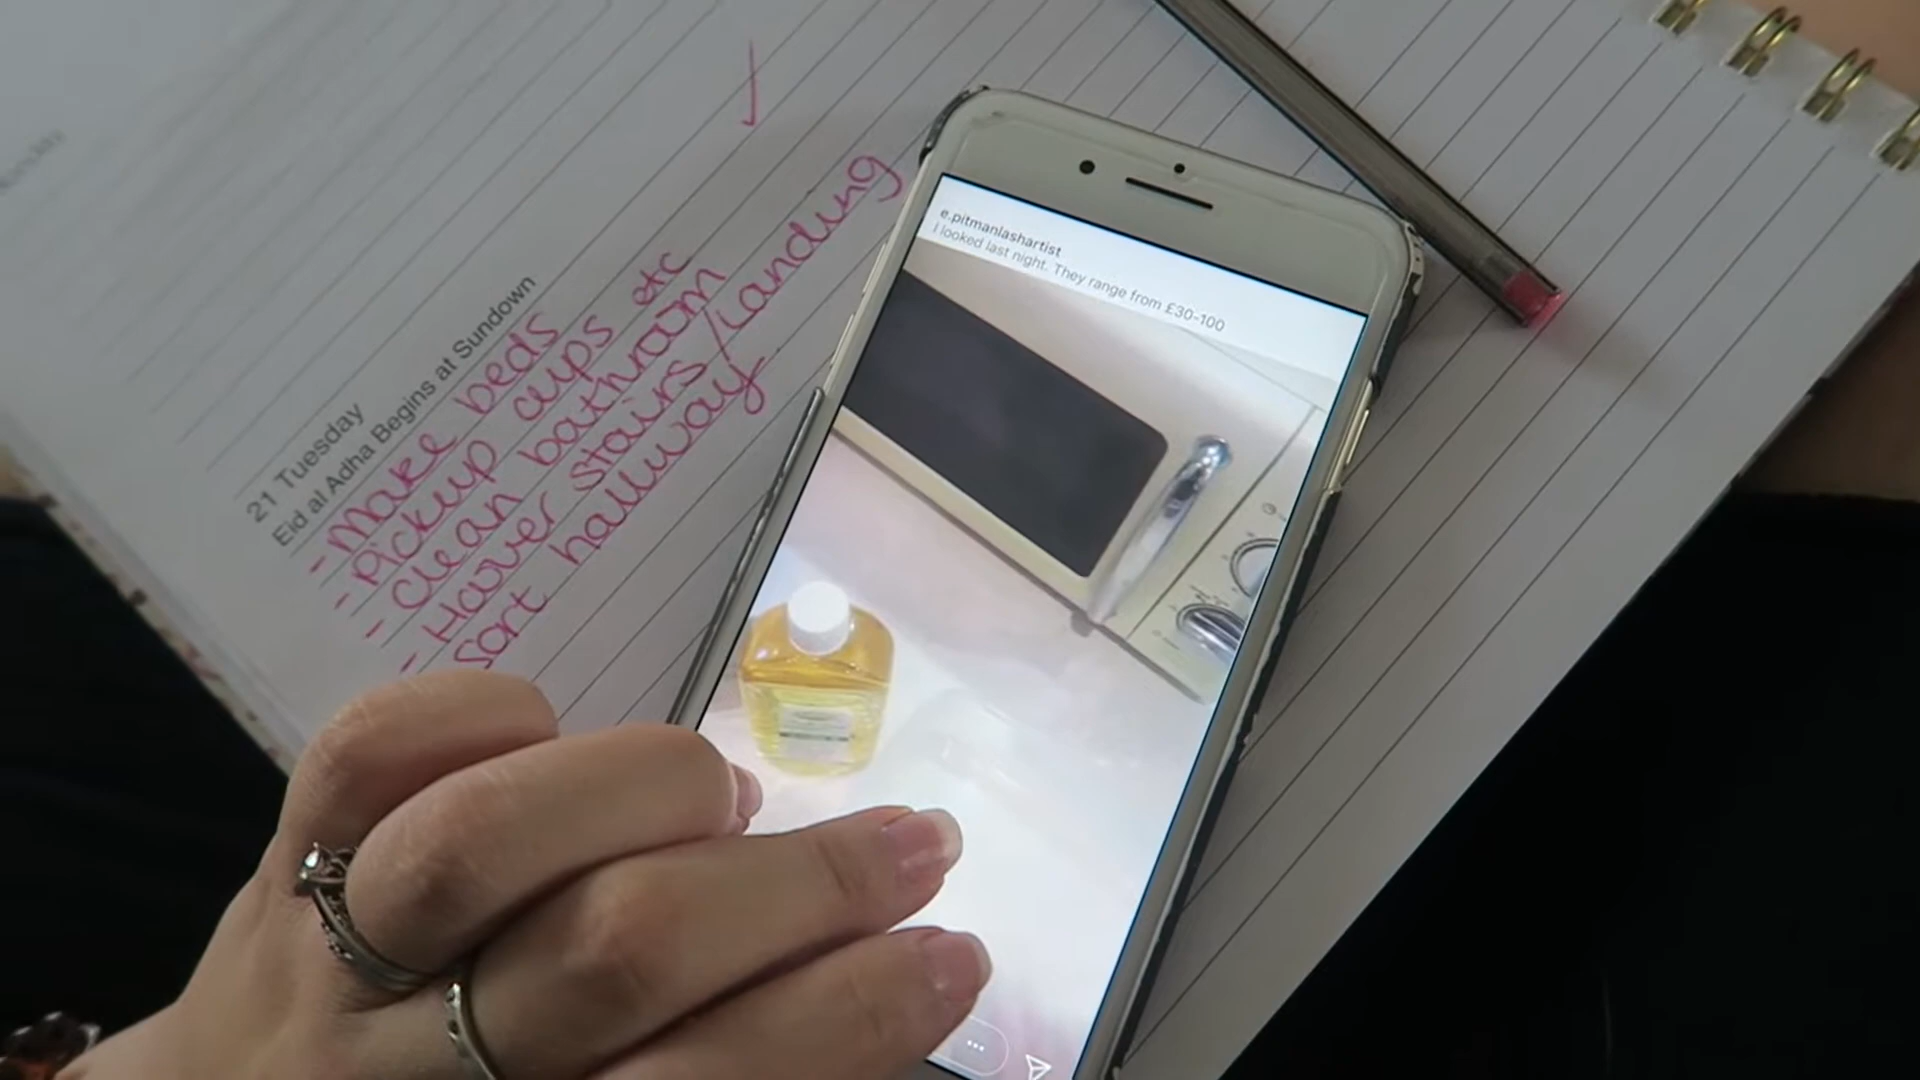 21 Tuesday
Eid al Adha Begins at Sundown
- make beds
- Pickup cups etc
- clean bathroom
- Hoover stairs/Landing
sort hallway
e.pitmanlashartist
I looked last night. They range from £30-100